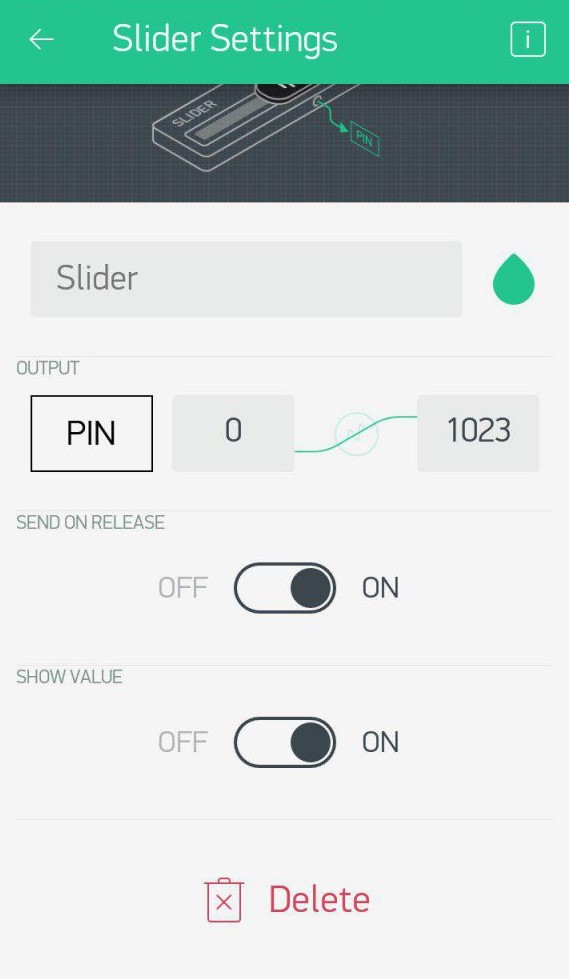 Slider Settings
i
SLIDER
PIN
Slider
OUTPUT
PIN 0 1023
SEND ON RELEASE
OFF ON
SHOW VALUE
OFF ON
Delete